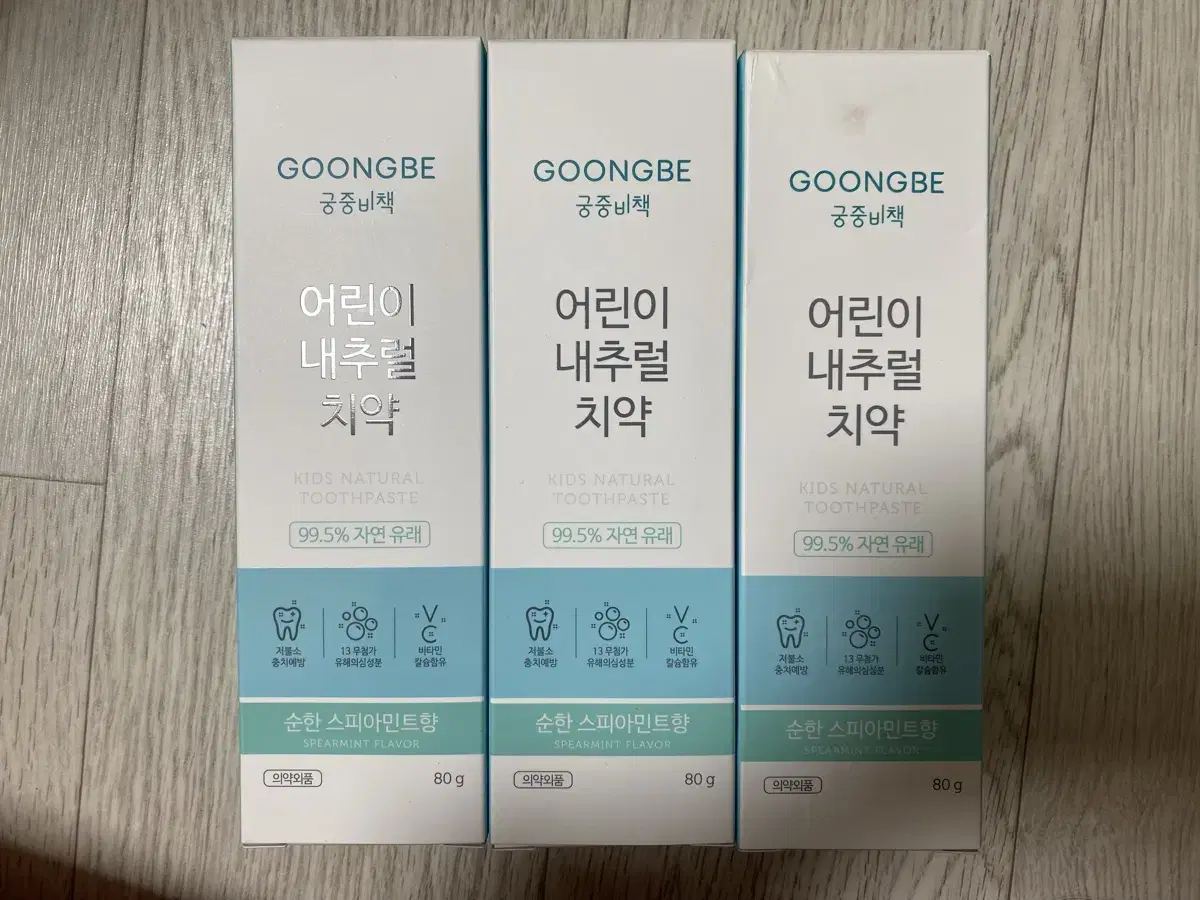 GOONGBE
궁중비책
어린이
내추럴
치약
KIDS NATURAL
TOOTHPASTE
99.5% 자연 유래
저불소
충치예방
13 무첨가
유해의심성분
V
C
비타민
칼슘함유
순한 스피아민트향
SPEARMINT FLAVOR
의약외품
80 g
GOONGBE
궁중비책
어린이
내추럴
치약
KIDS NATURAL
TOOTHPASTE
99.5% 자연 유래
저불소
충치예방
13 무첨가
유해의심성분
V
C
비타민
칼슘함유
순한 스피아민트향
SPEARMINT FLAVOR
의약외품
80 g
GOONGBE
궁중비책
어린이
내추럴
치약
KIDS NATURAL
TOOTHPASTE
99.5% 자연 유래
저불소
충치예방
13 무첨가
유해의심성분
V
C
비타민
칼슘함유
순한 스피아민트향
SPEARMINT FLAVOR
의약외품
80 g